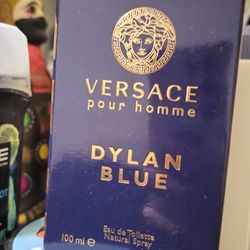 VERSACE
pour homme
DYLAN
BLUE
Eau de Toilette
Natural Spray
100 ml e